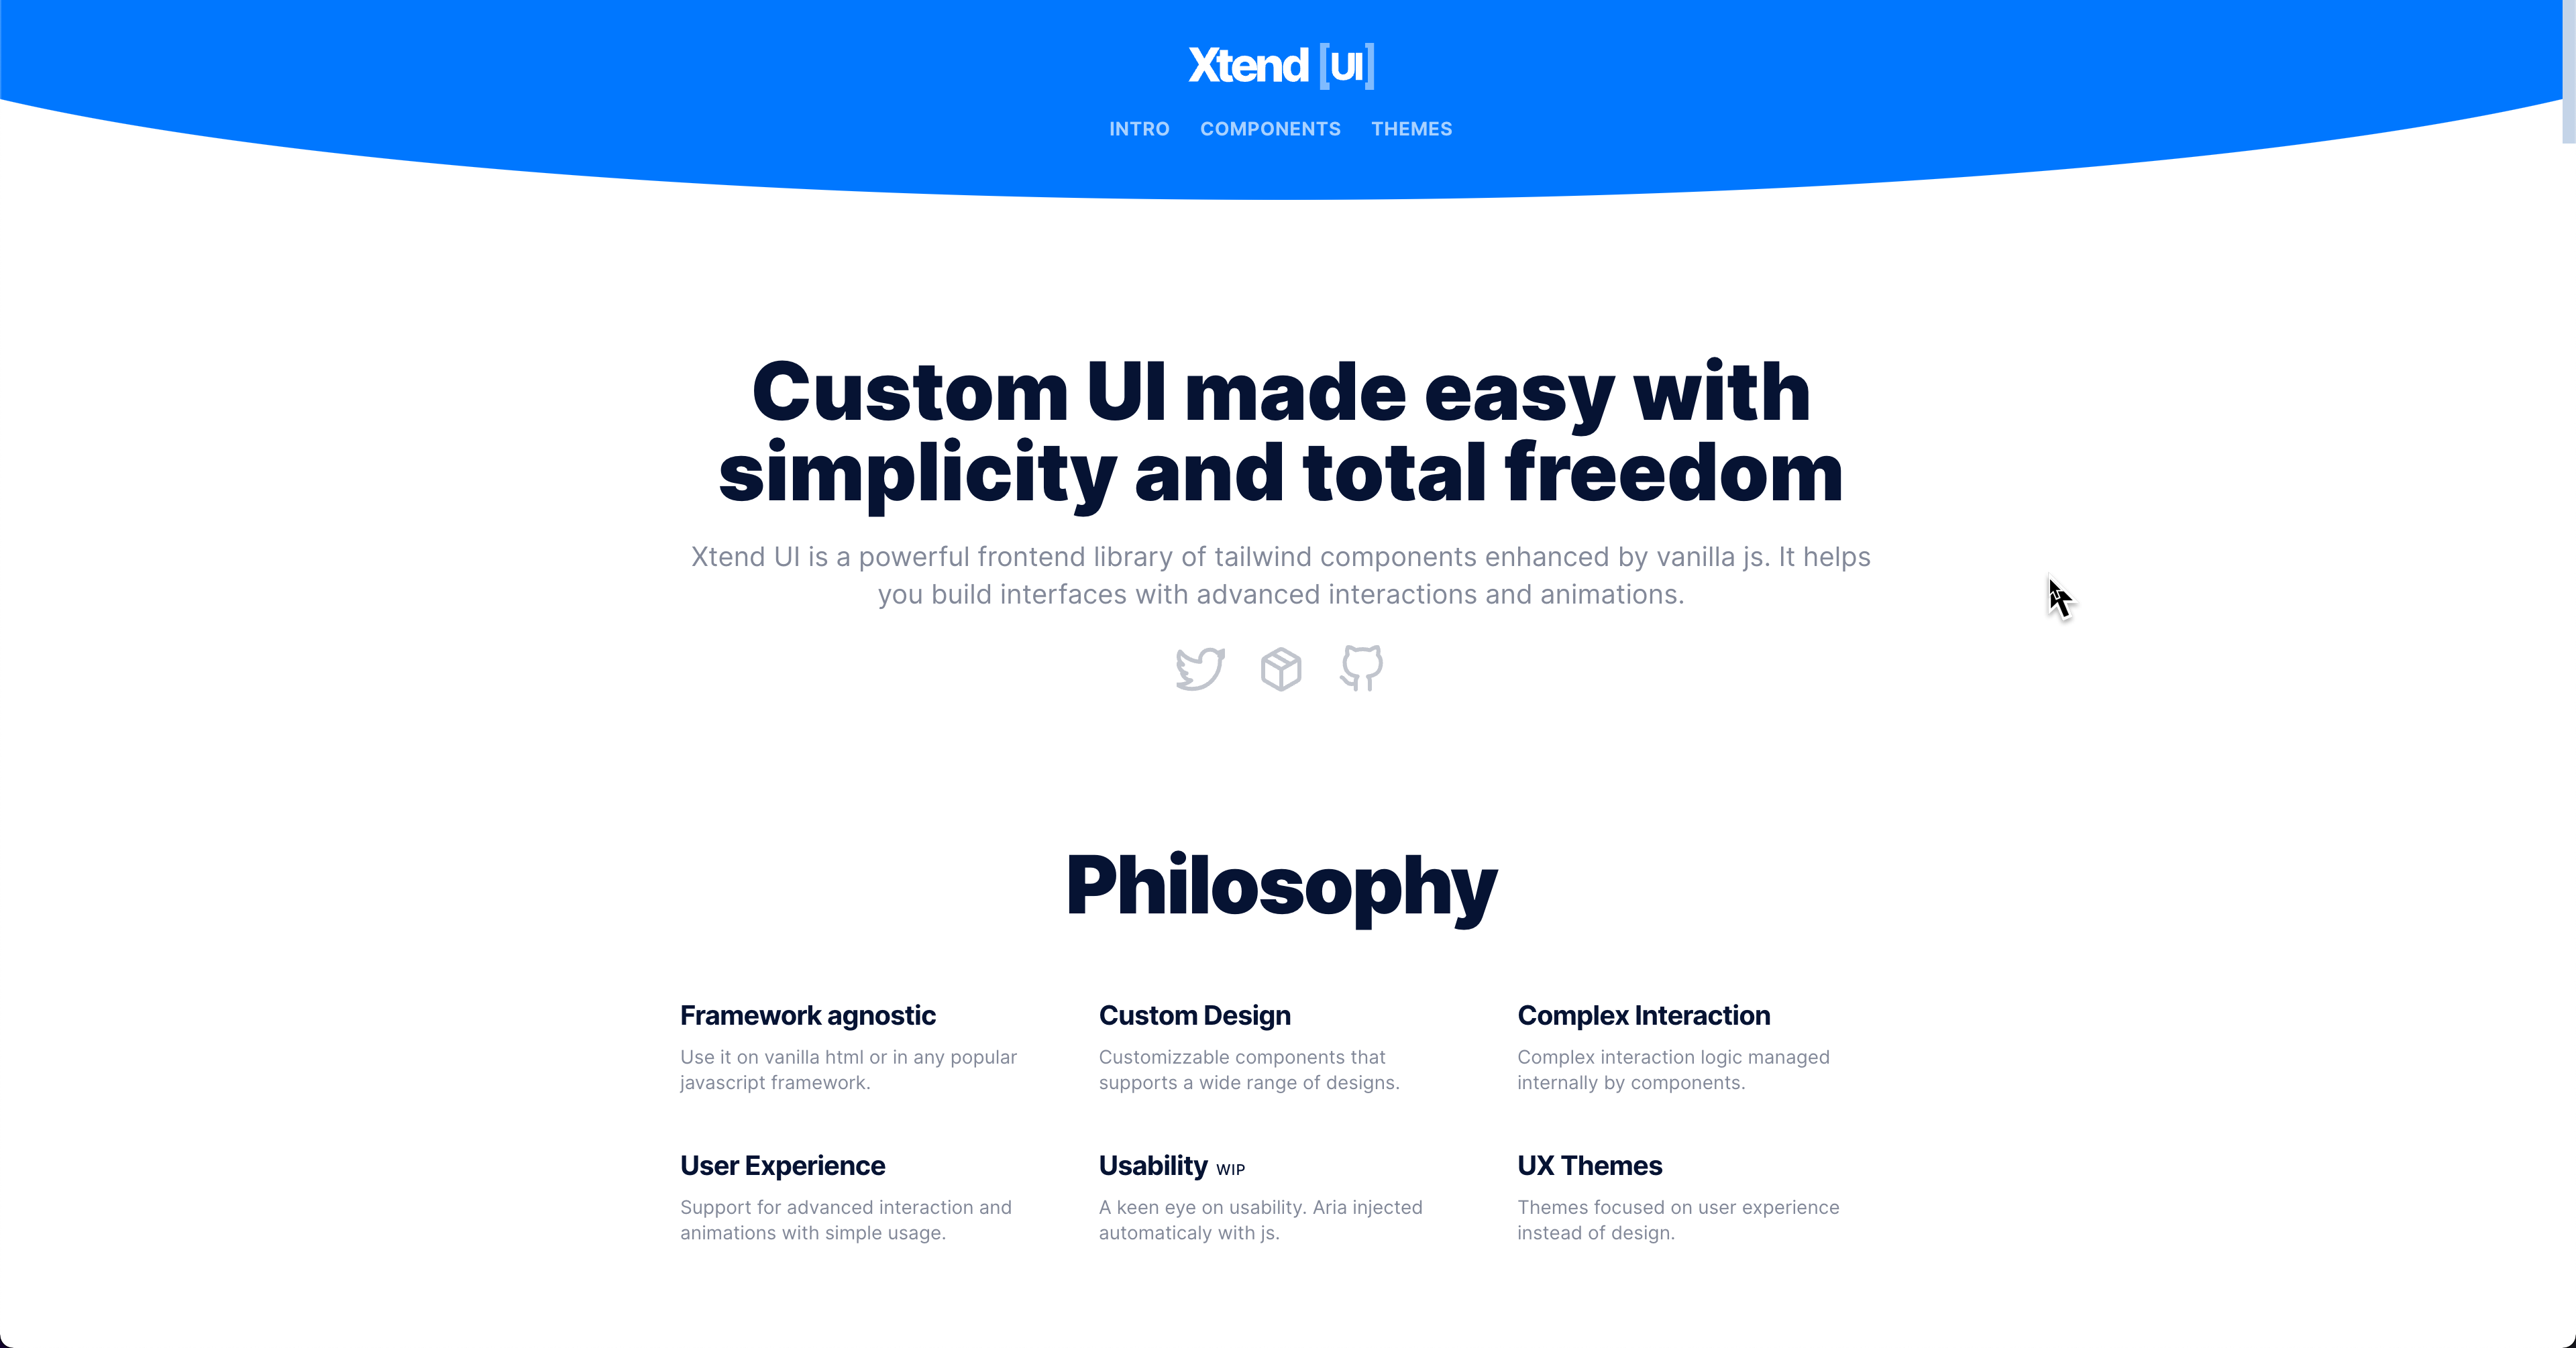 Xtend [UI]
INTRO COMPONENTS THEMES
Custom UI made easy with
simplicity and total freedom
Xtend UI is a powerful frontend library of tailwind components enhanced by vanilla js. It helps
you build interfaces with advanced interactions and animations.
Philosophy
Framework agnostic
Use it on vanilla html or in any popular
javascript framework.
Custom Design
Customizzable components that
supports a wide range of designs.
Complex Interaction
Complex interaction logic managed
internally by components.
User Experience
Support for advanced interaction and
animations with simple usage.
Usability WIP
A keen eye on usability. Aria injected
automaticaly with js.
UX Themes
Themes focused on user experience
instead of design.